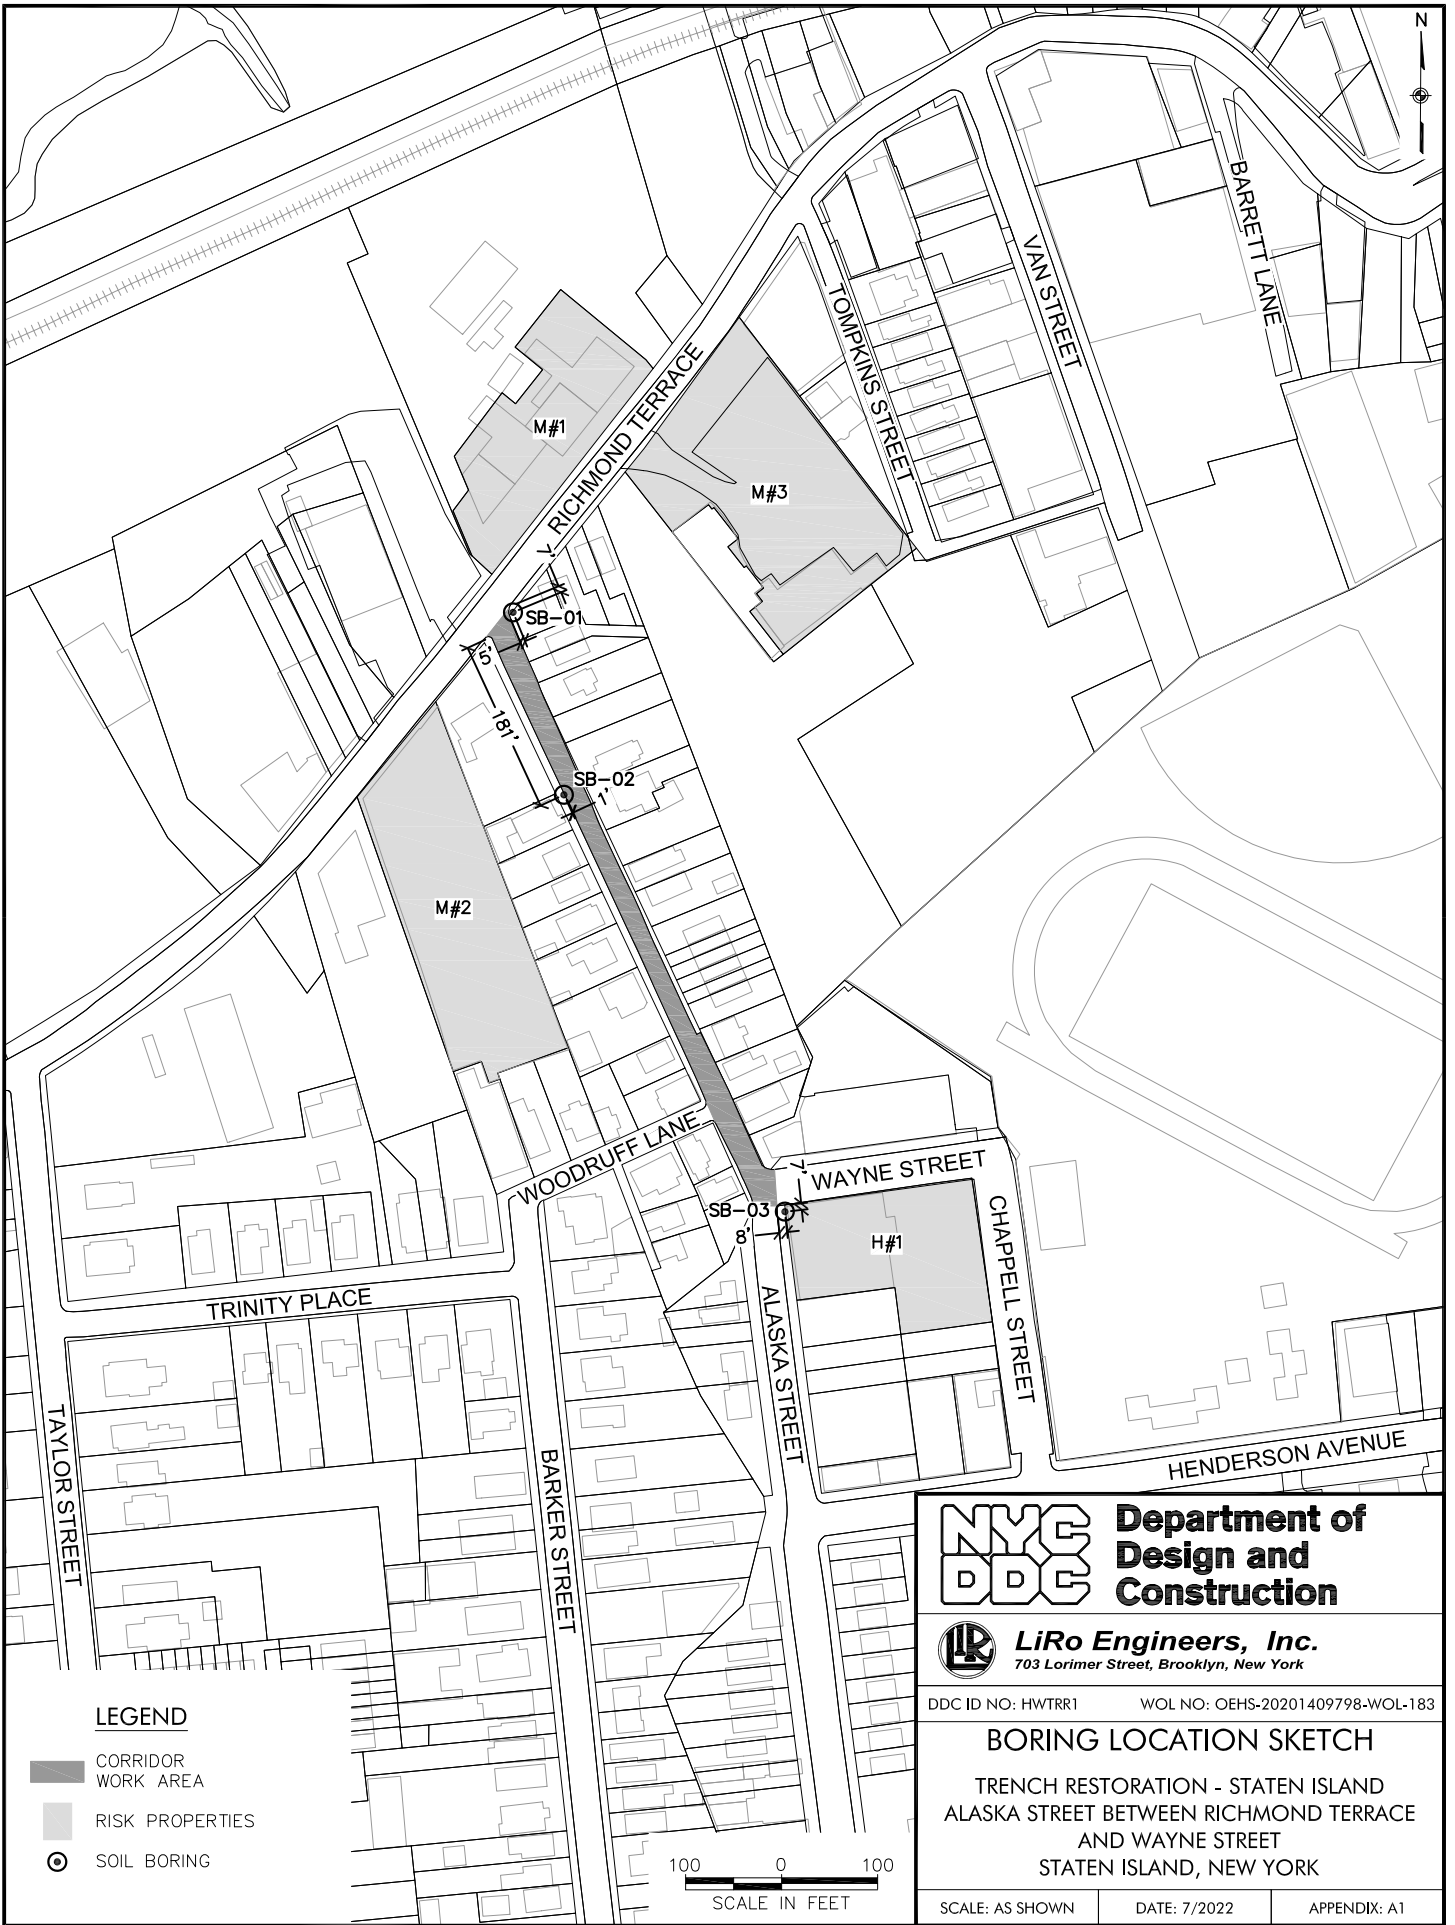 N
BARRETT LANE
VAN STREET
TOMPKINS STREET
RICHMOND TERRACE
M#1
M#3
7'
SB-01
5'
181'
SB-02
1'
M#2
WOODRUFF LANE
7'
WAYNE STREET
SB-03
8'
H#1
CHAPPELL STREET
TRINITY PLACE
ALASKA STREET
TAYLOR STREET
BARKER STREET
HENDERSON AVENUE
LEGEND
CORRIDOR
WORK AREA
RISK PROPERTIES
SOIL BORING
100 0 100
SCALE IN FEET
NYC
DDC
Department of
Design and
Construction
LiRo
LiRo Engineers, Inc.
703 Lorimer Street, Brooklyn, New York
DDC ID NO: HWTRR1 WOL NO: OEHS-20201409798-WOL-183
BORING LOCATION SKETCH
TRENCH RESTORATION - STATEN ISLAND
ALASKA STREET BETWEEN RICHMOND TERRACE
AND WAYNE STREET
STATEN ISLAND, NEW YORK
SCALE: AS SHOWN DATE: 7/2022 APPENDIX: A1